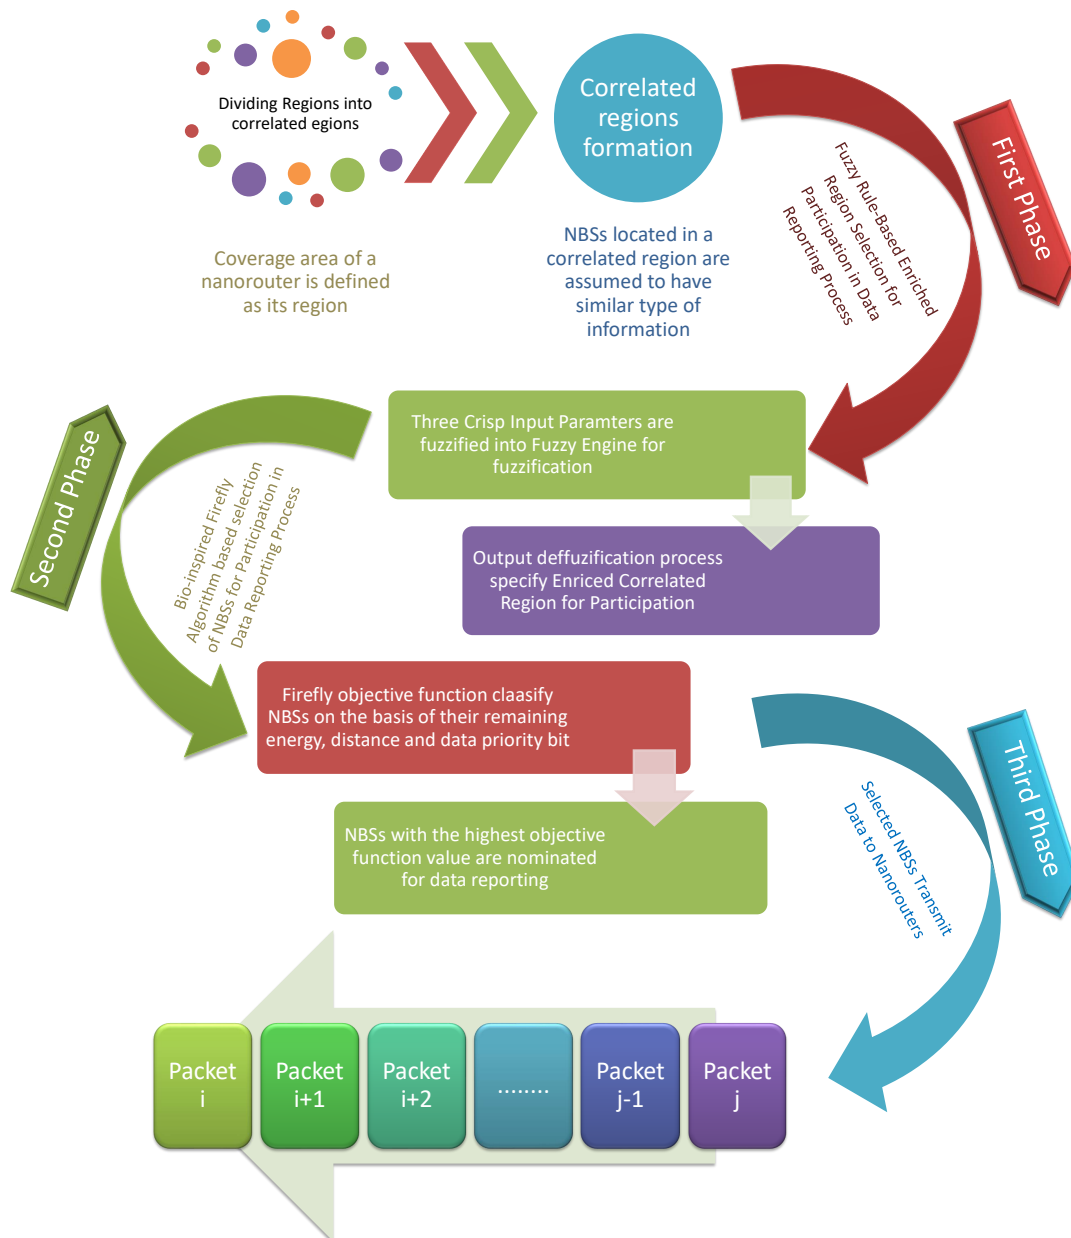 Dividing Regions into
correlated egions
Correlated
regions
formation
Coverage area of a
nanorouter is defined
as its region
NBSs located in a
correlated region are
assumed to have
similar type of
information
First Phase
Fuzzy Rule-Based Enriched
Region Selection for
Participation in Data
Reporting Process
Three Crisp Input Paramters are
fuzzified into Fuzzy Engine for
fuzzification
Output deffuzification process
specify Enriced Correlated
Region for Participation
Second Phase
Bio-inspired Firefly
Algorithm based selection
of NBSs for Participation in
Data Reporting Process
Firefly objective function claasify
NBSs on the basis of their remaining
energy, distance and data priority bit
NBSs with the highest objective
function value are nominated
for data reporting
Third Phase
Selected NBSs Transmit
Data to Nanorouters
Packet
i
Packet
i+1
Packet
i+2
........
Packet
j-1
Packet
j